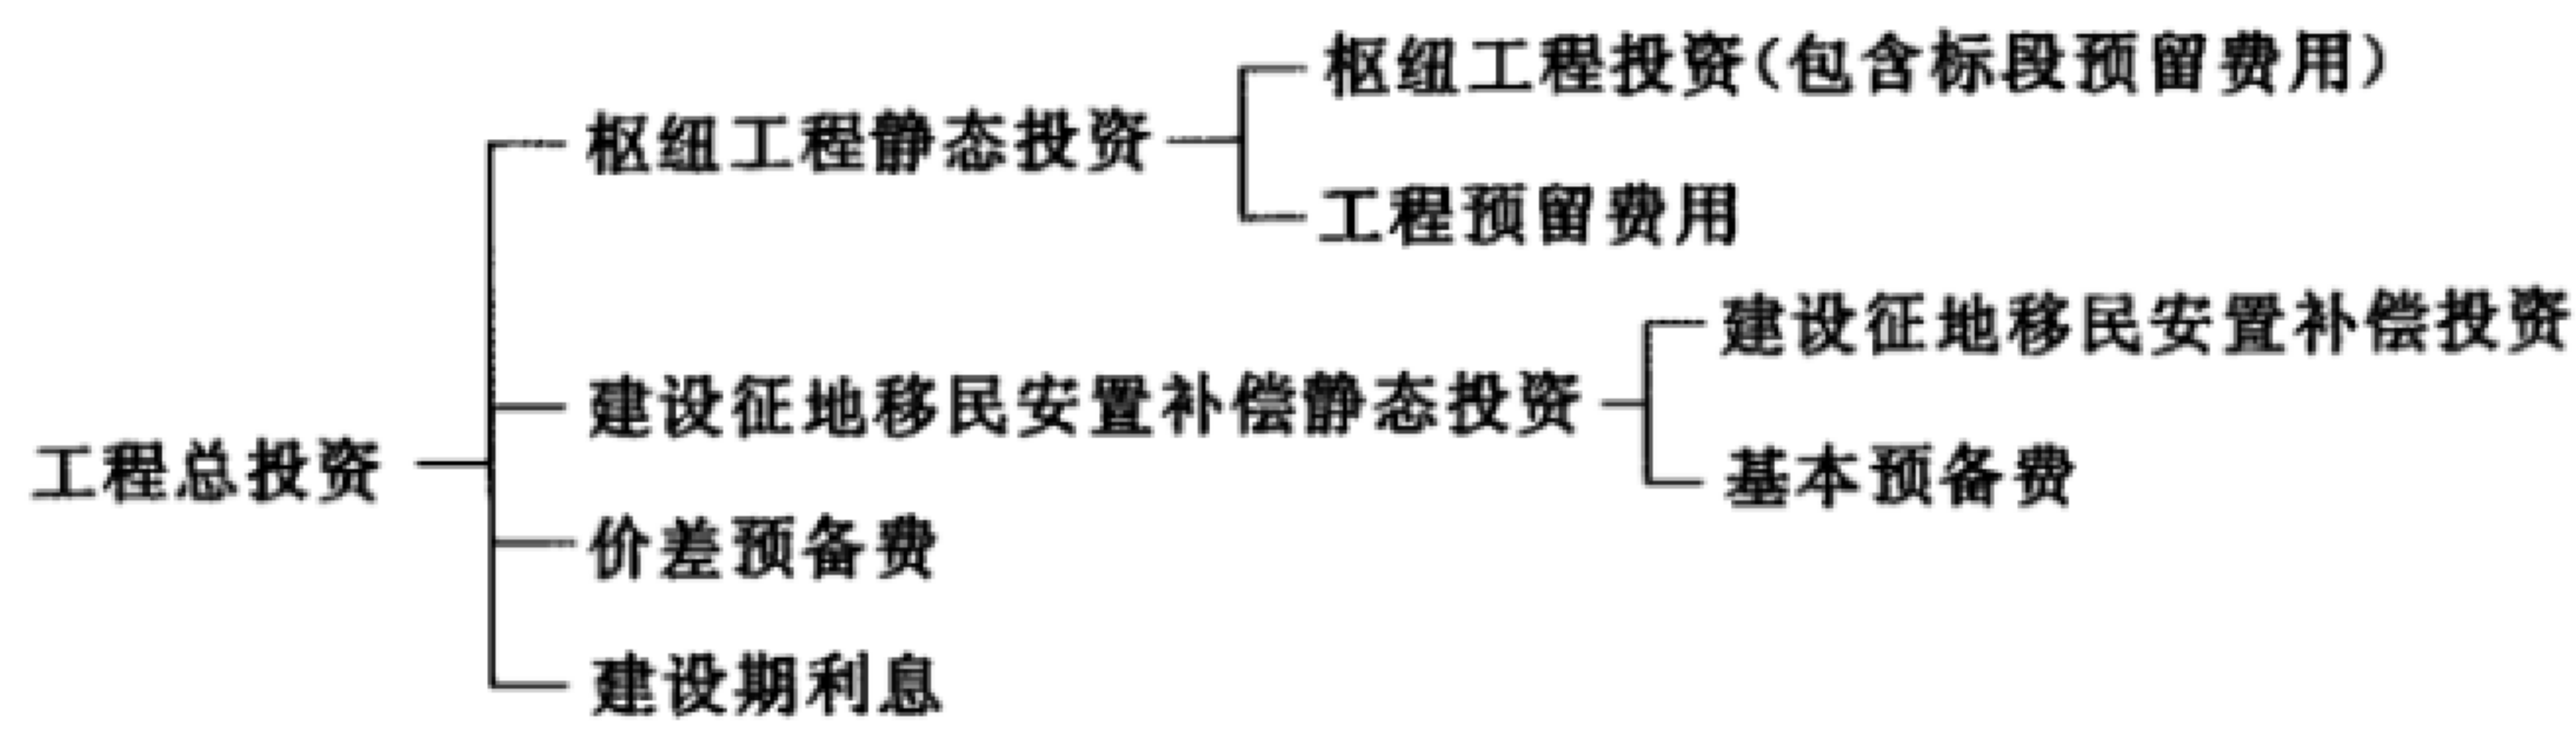 枢纽工程投资(包含标段预留费用)
枢纽工程静态投资
工程预留费用
建设征地移民安置补偿投资
建设征地移民安置补偿静态投资
工程总投资
基本预备费
价差预备费
建设期利息